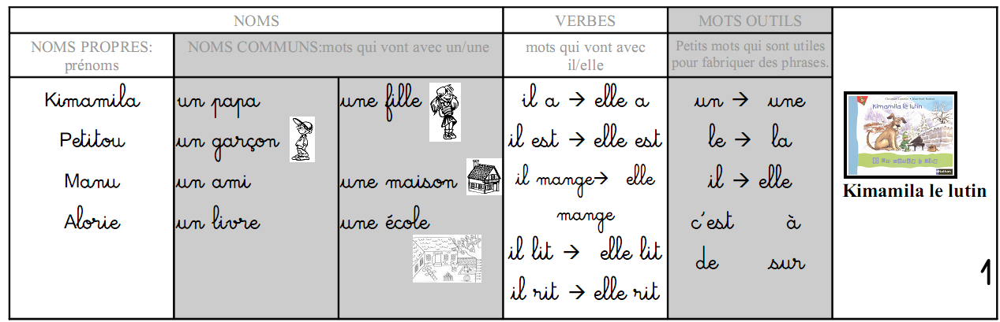 NOMS
VERBES
MOTS OUTILS
NOMS PROPRES:
prénoms
NOMS COMMUNS:mots qui vont avec un/une
mots qui vont avec
il/elle
Petits mots qui sont utiles
pour fabriquer des phrases.
Kimamila
Petitou
Manu
Alorie
un papa
un garçon
un ami
un livre
une fille
une maison
une école
il a → elle a
il est → elle est
il mange→ elle
mange
il lit → elle lit
il rit → elle rit
un → une
le → la
il → elle
c'est à
de sur
Kimamila le lutin
Nathan
Kimamila le lutin
1